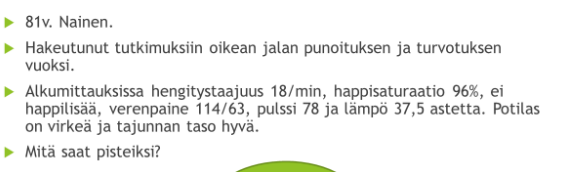 81v. Nainen.
Hakeutunut tutkimuksiin oikean jalan punoituksen ja turvotuksen
vuoksi.
Alkumittauksissa hengitystaajuus 18/min, happisaturaatio 96%, ei
happilisää, verenpaine 114/63, pulssi 78 ja lämpö 37,5 astetta. Potilas
on virkeä ja tajunnan taso hyvä.
Mitä saat pisteiksi?